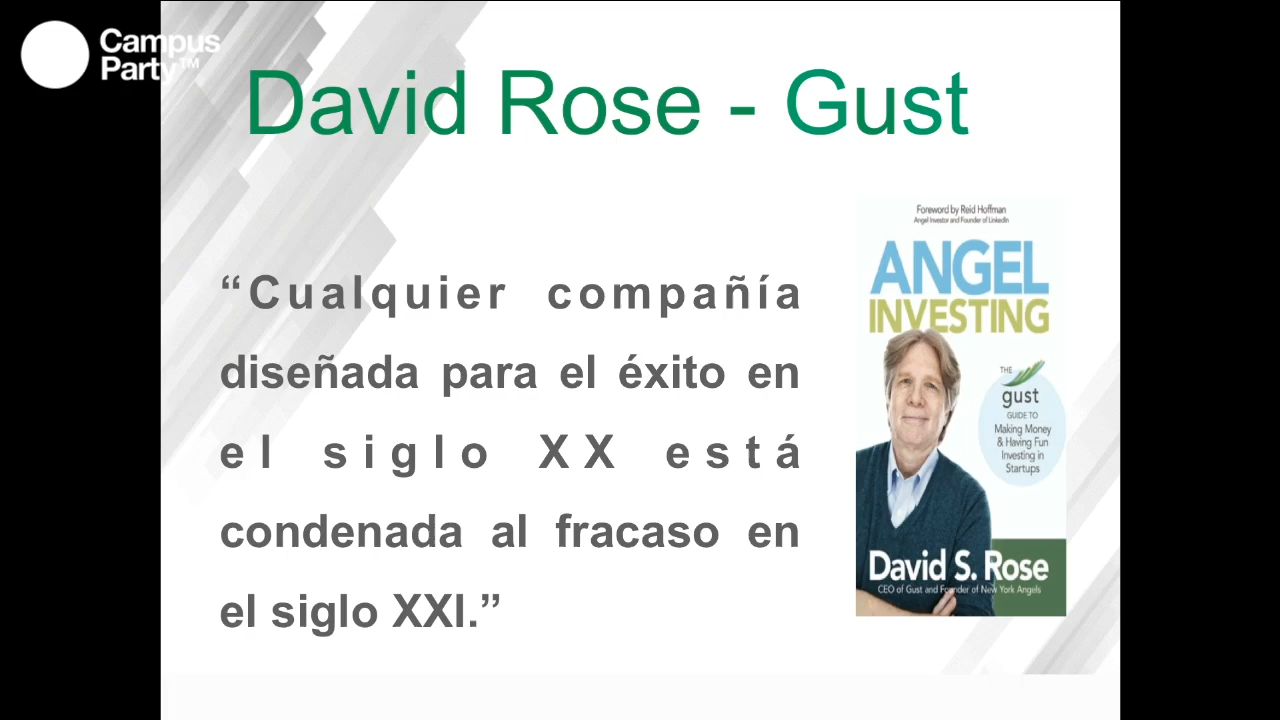 Campus
Party™
David Rose - Gust
“Cualquier compañía
diseñada para el éxito en
el siglo XX está
condenada al fracaso en
el siglo XXI.”
Foreword by Reid Hoffman
Angel Investor and Founder of LinkedIn
ANGEL
INVESTING
THE
gust
GUIDE TO
Making Money
& Having Fun
Investing in
Startups
David S. Rose
CEO of Gust and Founder of New York Angels